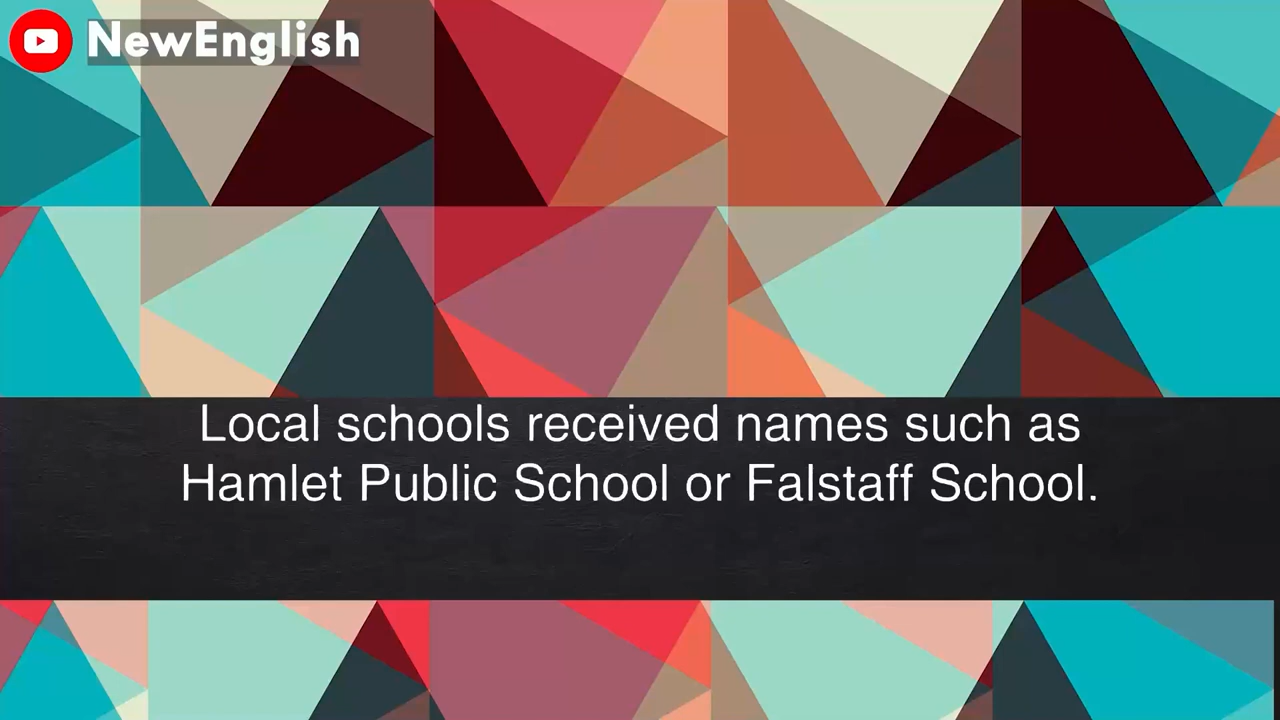 NewEnglish
Local schools received names such as
Hamlet Public School or Falstaff School.